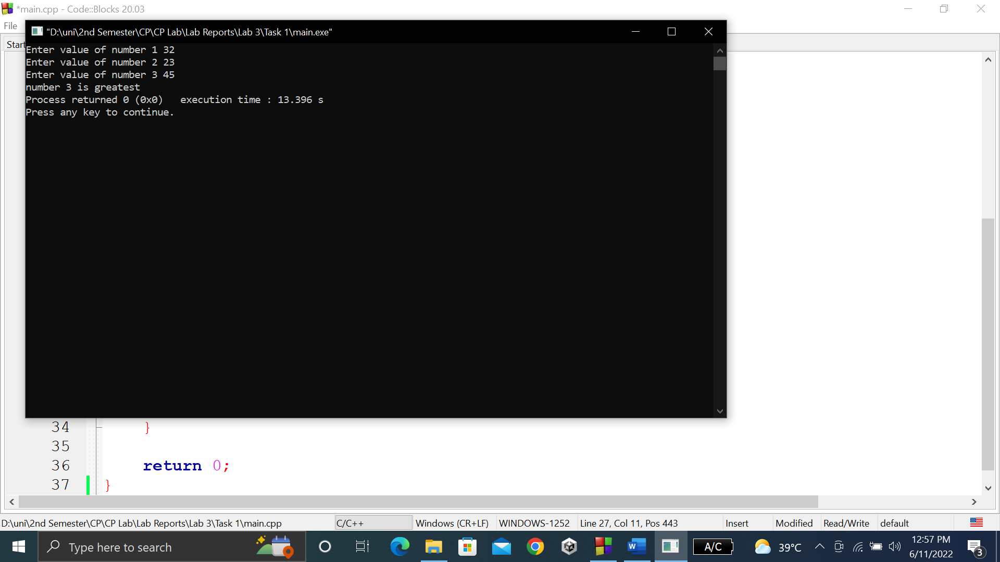 *main.cpp - Code::Blocks 20.03
File
"D:\uni\2nd Semester\CP\CP Lab\Lab Reports\Lab 3\Task 1\main.exe"
Start
Enter value of number 1 32
Enter value of number 2 23
Enter value of number 3 45
number 3 is greatest
Process returned 0 (0x0)   execution time : 13.396 s
Press any key to continue.
34 }
35
36 return 0;
37 }
D:\uni\2nd Semester\CP\CP Lab\Lab Reports\Lab 3\Task 1\main.cpp C/C++ Windows (CR+LF) WINDOWS-1252 Line 27, Col 11, Pos 443 Insert Modified Read/Write default
Type here to search W A/C 39°C 12:57 PM
6/11/2022 3